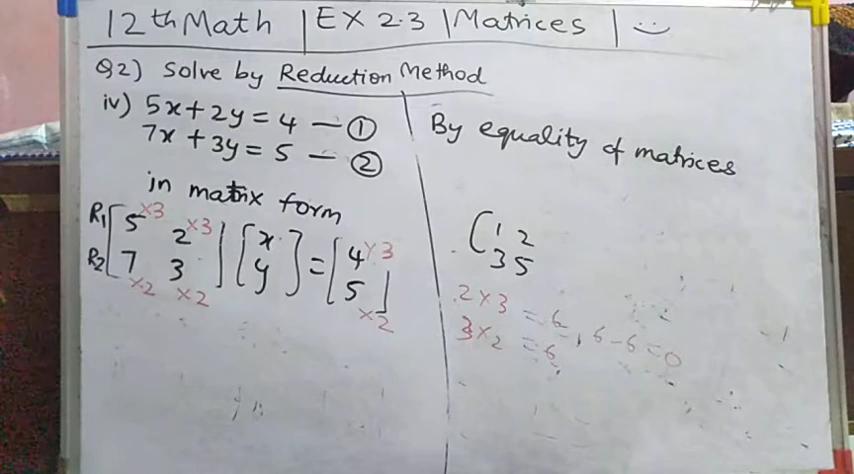 12th Math | EX 2.3 | Matrices | :)
Q2) Solve by Reduction Method
iv) 5x + 2y = 4 — ①
7x + 3y = 5 — ②
in matrix form
R1 [ 5 ×3 2 ×3 ] [ x ] = [ 4 ×3 ]
R2 [ 7 ×2 3 ×2 ] [ y ] = [ 5 ×2 ]
By equality of matrices
( 1 2
3 5
2×3 = 6, 6-6=0
3×2 = 6